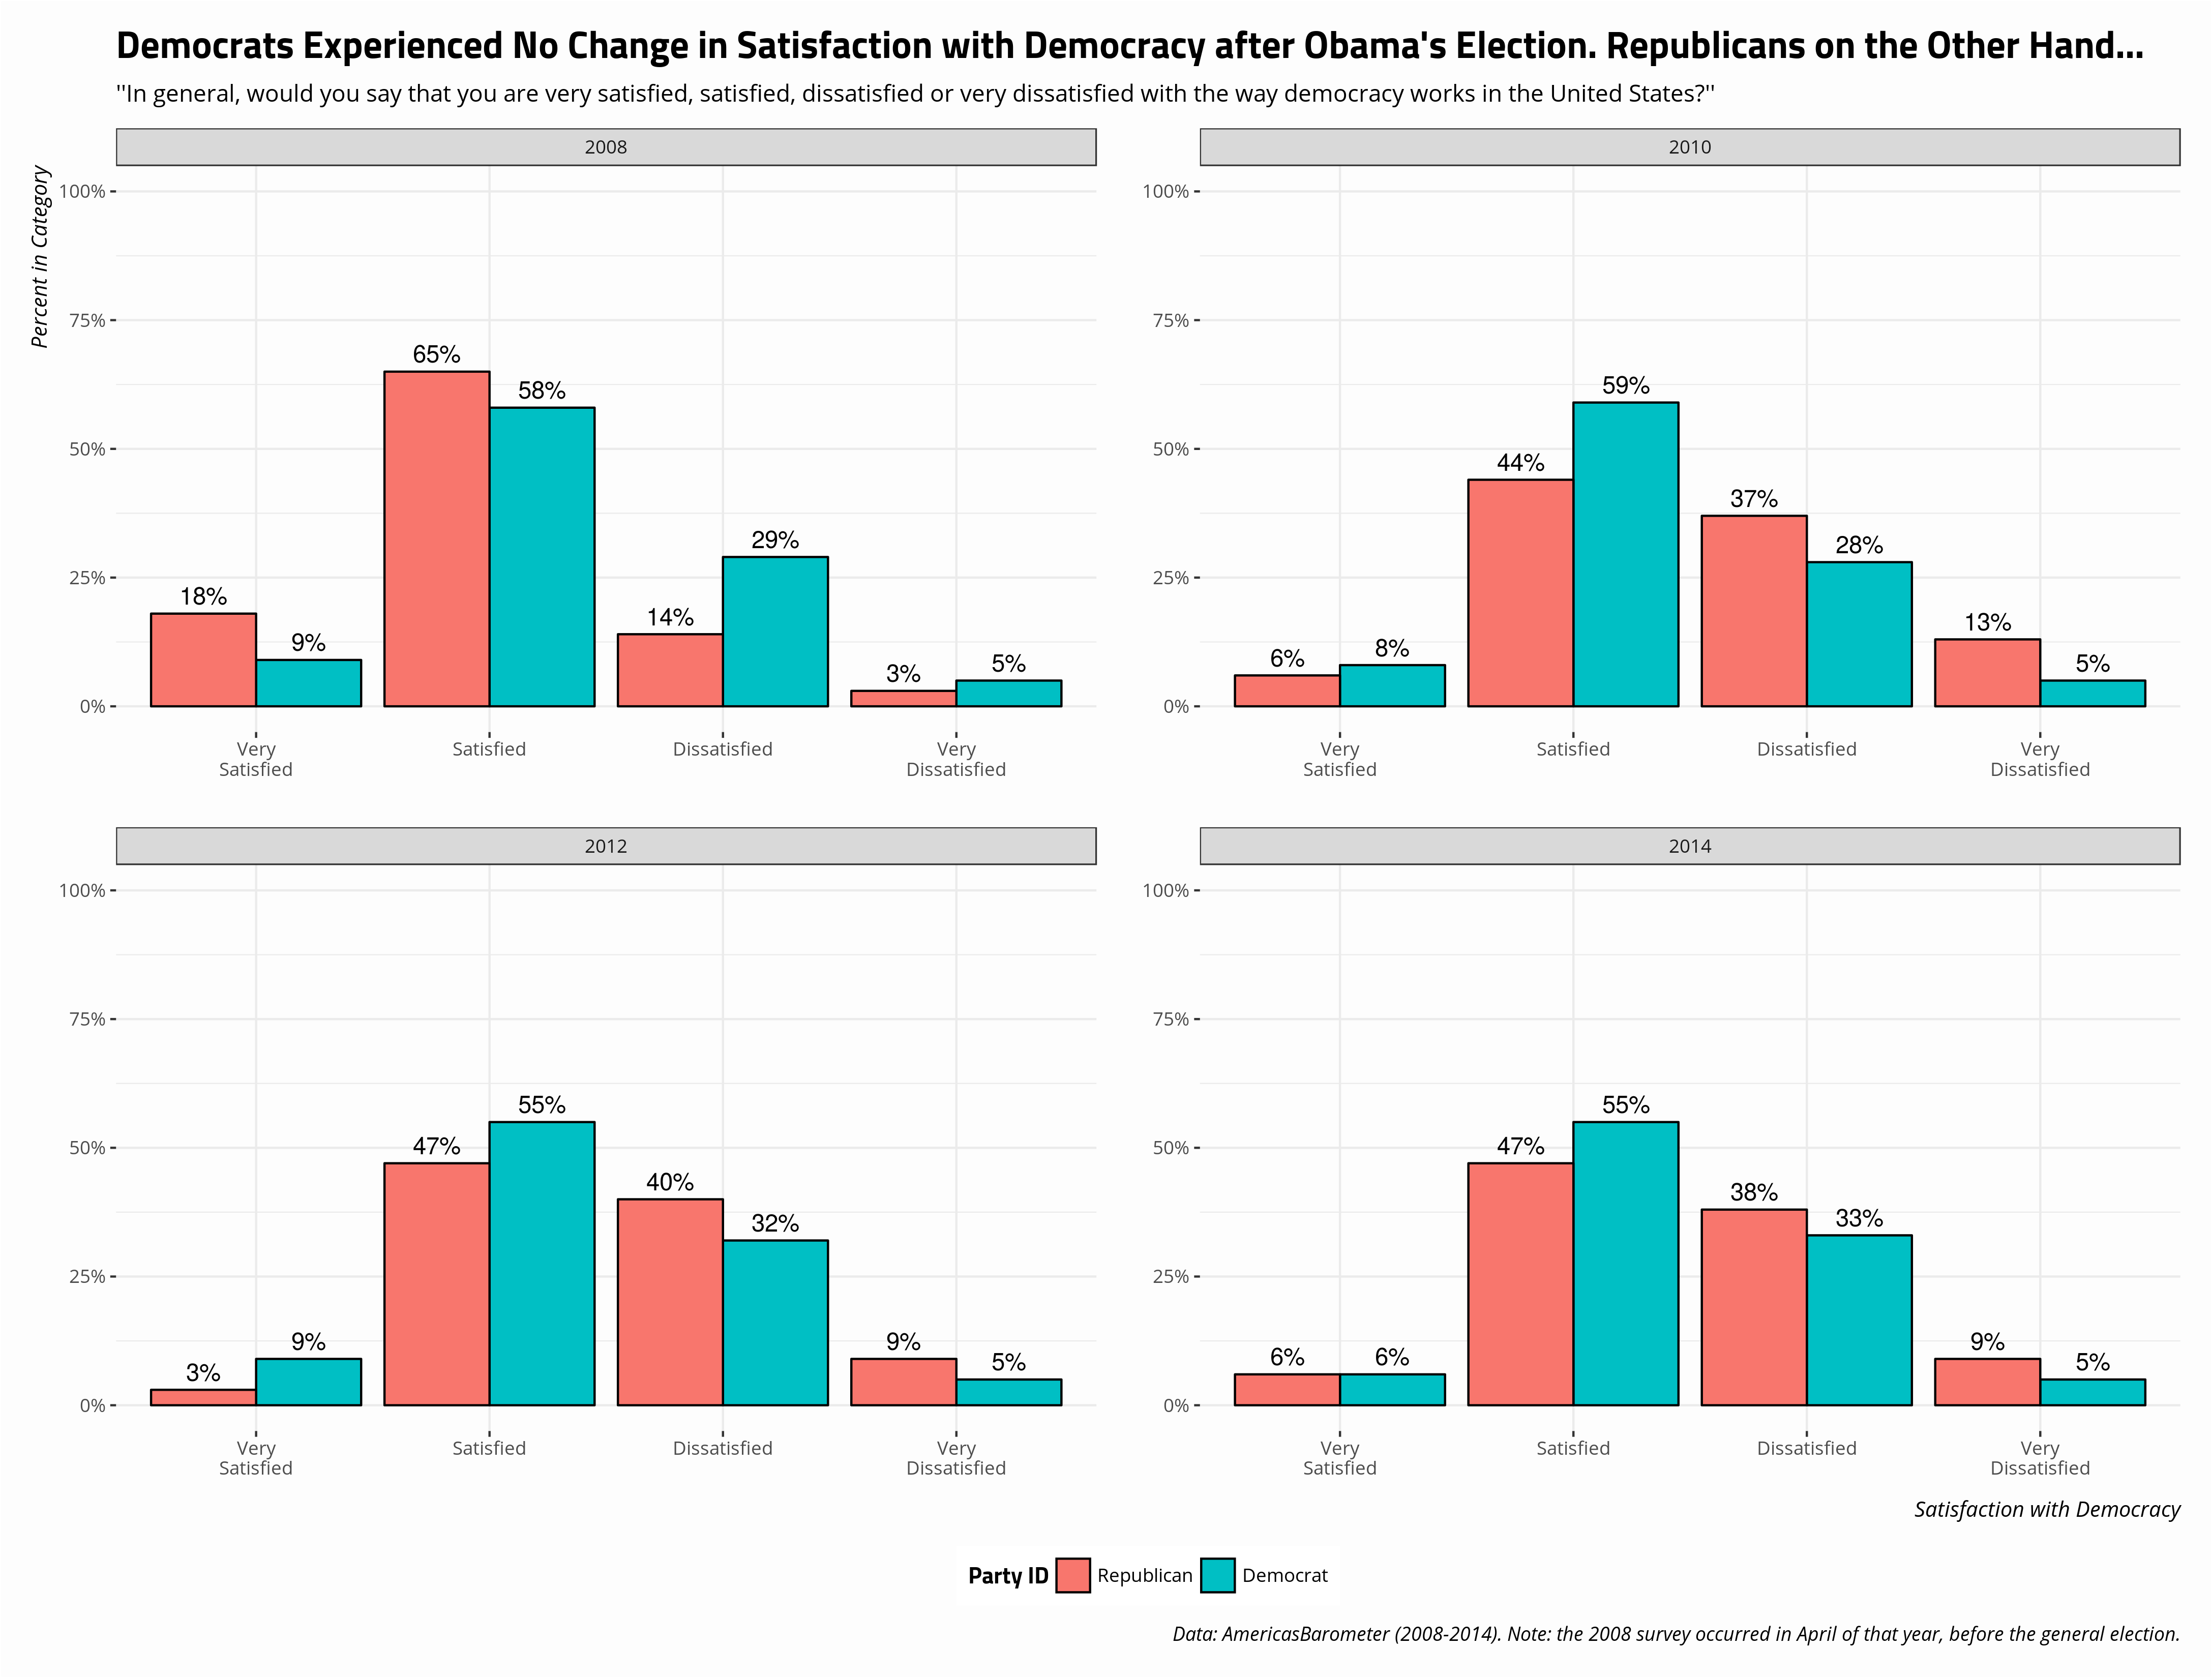 Democrats Experienced No Change in Satisfaction with Democracy after Obama's Election. Republicans on the Other Hand...
''In general, would you say that you are very satisfied, satisfied, dissatisfied or very dissatisfied with the way democracy works in the United States?''
Percent in Category
2008
100%
75%
50%
25%
0%
18%
9%
65%
58%
14%
29%
3%
5%
Very
Satisfied
Satisfied
Dissatisfied
Very
Dissatisfied
2010
100%
75%
50%
25%
0%
6%
8%
44%
59%
37%
28%
13%
5%
Very
Satisfied
Satisfied
Dissatisfied
Very
Dissatisfied
2012
100%
75%
50%
25%
0%
3%
9%
47%
55%
40%
32%
9%
5%
Very
Satisfied
Satisfied
Dissatisfied
Very
Dissatisfied
2014
100%
75%
50%
25%
0%
6%
6%
47%
55%
38%
33%
9%
5%
Very
Satisfied
Satisfied
Dissatisfied
Very
Dissatisfied
Satisfaction with Democracy
Party ID Republican Democrat
Data: AmericasBarometer (2008-2014). Note: the 2008 survey occurred in April of that year, before the general election.